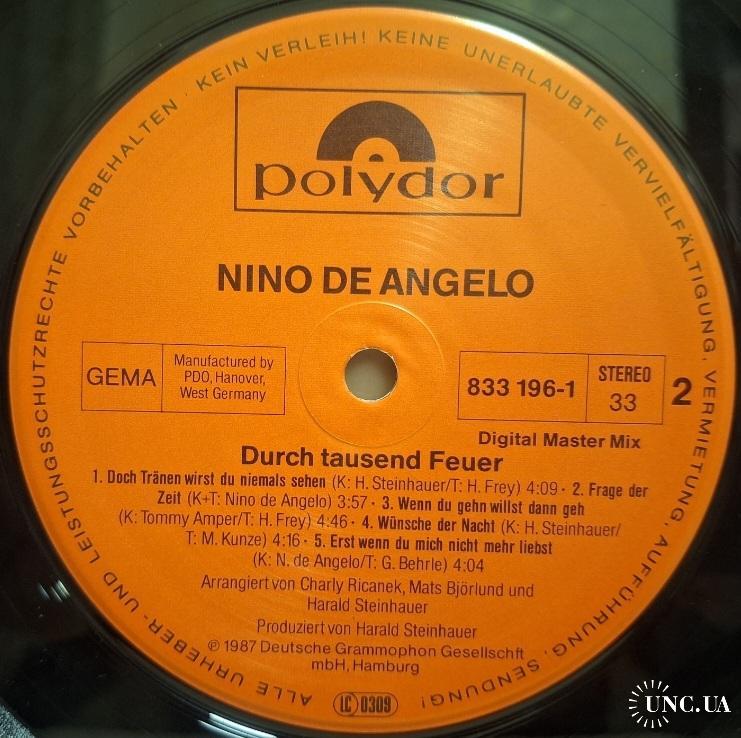 ALLE URHEBER- UND LEISTUNGSSCHUTZRECHTE VORBEHALTEN · KEIN VERLEIH! KEINE UNERLAUBTE VERVIELFÄLTIGUNG, VERMIETUNG, AUFFÜHRUNG, SENDUNG!
polydor
NINO DE ANGELO
GEMA
Manufactured by
PDO, Hanover,
West Germany
833 196-1
STEREO
33
2
Digital Master Mix
Durch tausend Feuer
1. Doch Tränen wirst du niemals sehen (K: H. Steinhauer/T: H. Frey) 4:09 · 2. Frage der
Zeit (K+T: Nino de Angelo) 3:57 · 3. Wenn du gehn willst dann geh
(K: Tommy Amper/T: H. Frey) 4:46 · 4. Wünsche der Nacht (K: H. Steinhauer/
T: M. Kunze) 4:16 · 5. Erst wenn du mich nicht mehr liebst
(K: N. de Angelo/T: G. Behrle) 4:04
Arrangiert von Charly Ricanek, Mats Björlund und
Harald Steinhauer
Produziert von Harald Steinhauer
℗ 1987 Deutsche Grammophon Gesellschft
mbH, Hamburg
LC 0309
UNC.UA